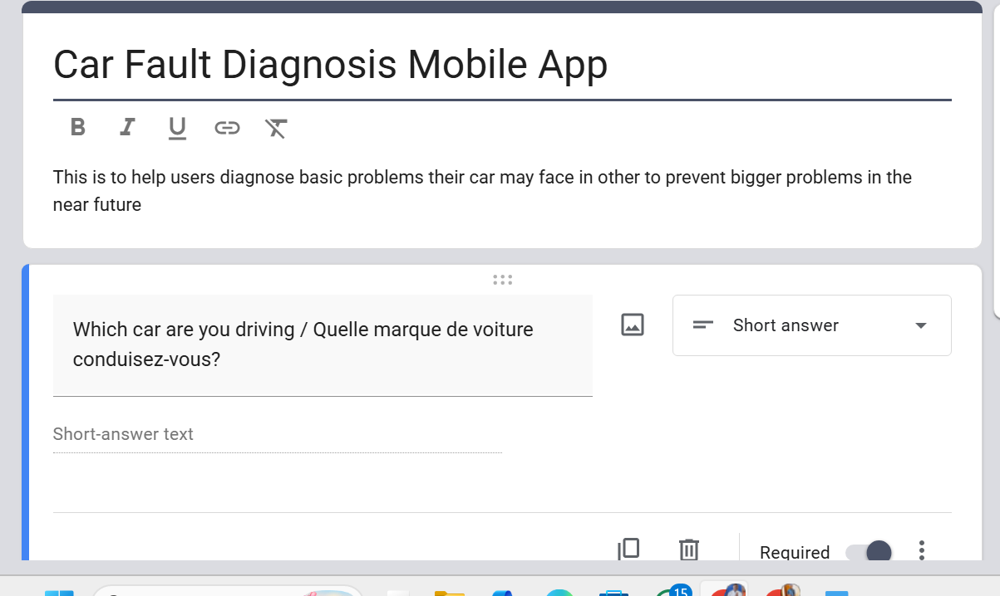 Car Fault Diagnosis Mobile App
B I U
This is to help users diagnose basic problems their car may face in other to prevent bigger problems in the
near future
Which car are you driving / Quelle marque de voiture
conduisez-vous?
Short answer
Short-answer text
Required
15